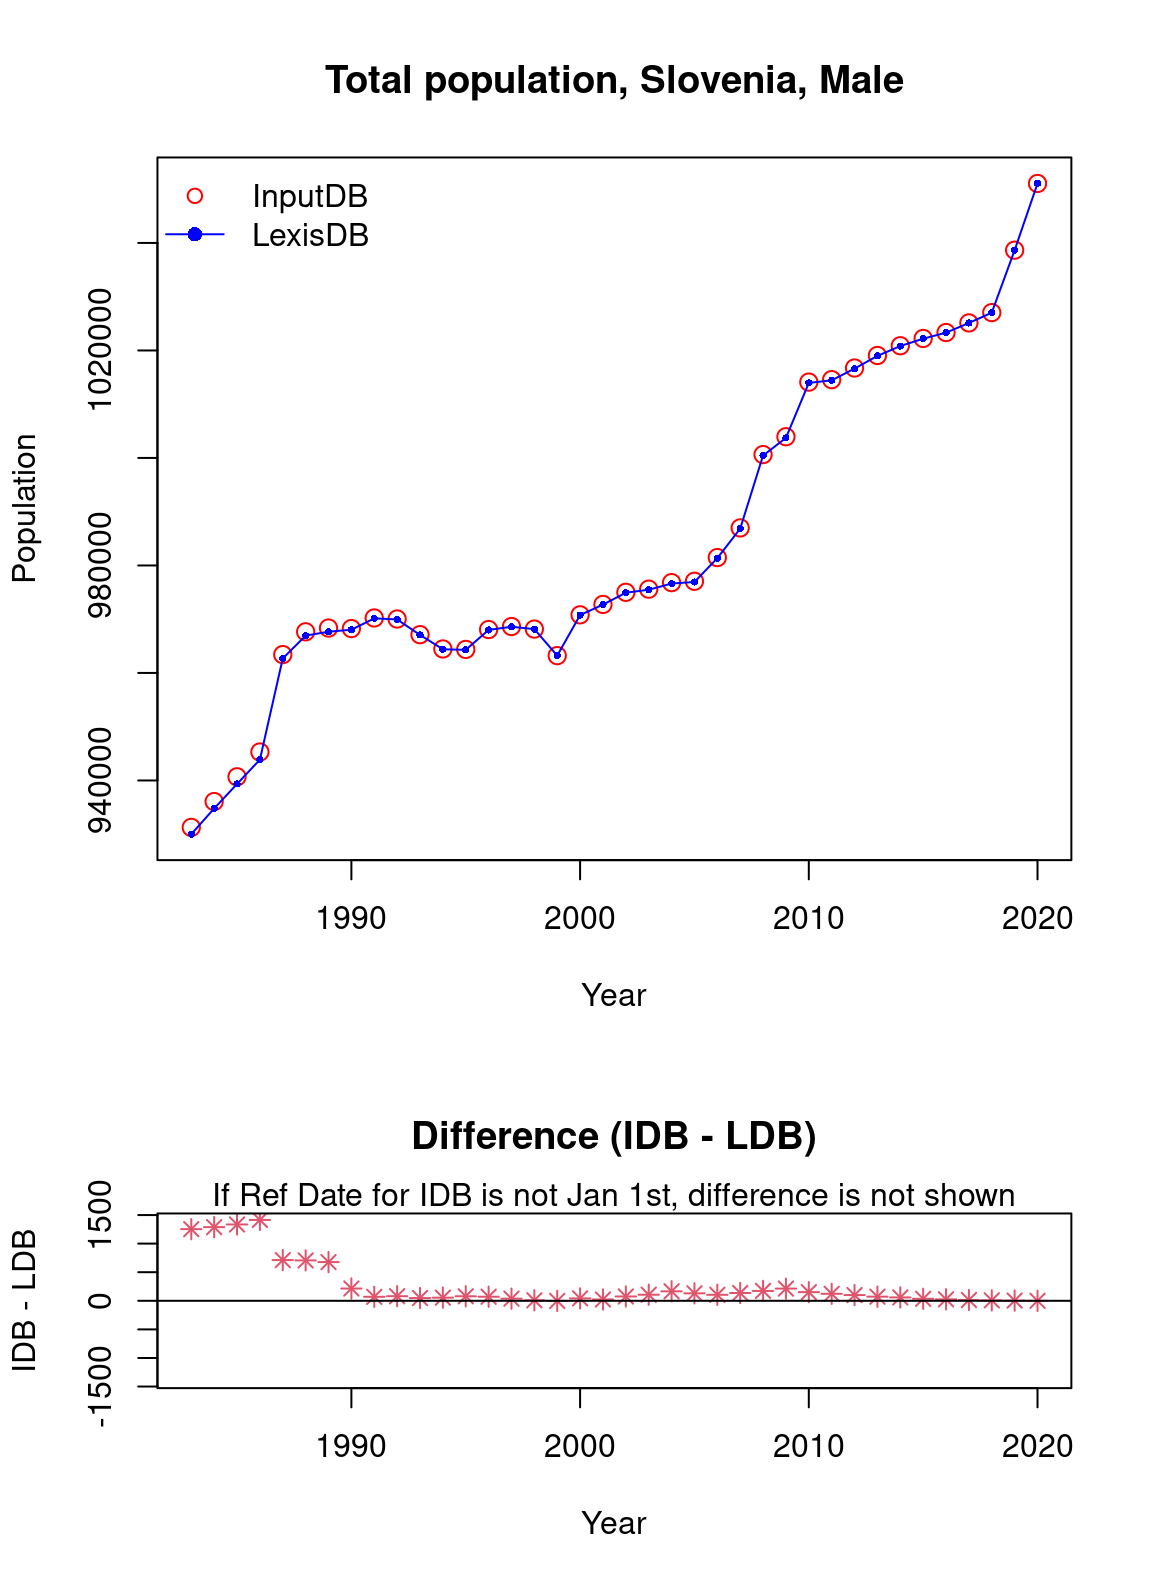 Total population, Slovenia, Male
InputDB
LexisDB
Population
1020000
980000
940000
1990 2000 2010 2020
Year
Difference (IDB - LDB)
If Ref Date for IDB is not Jan 1st, difference is not shown
IDB - LDB
1500
0
-1500
1990 2000 2010 2020
Year